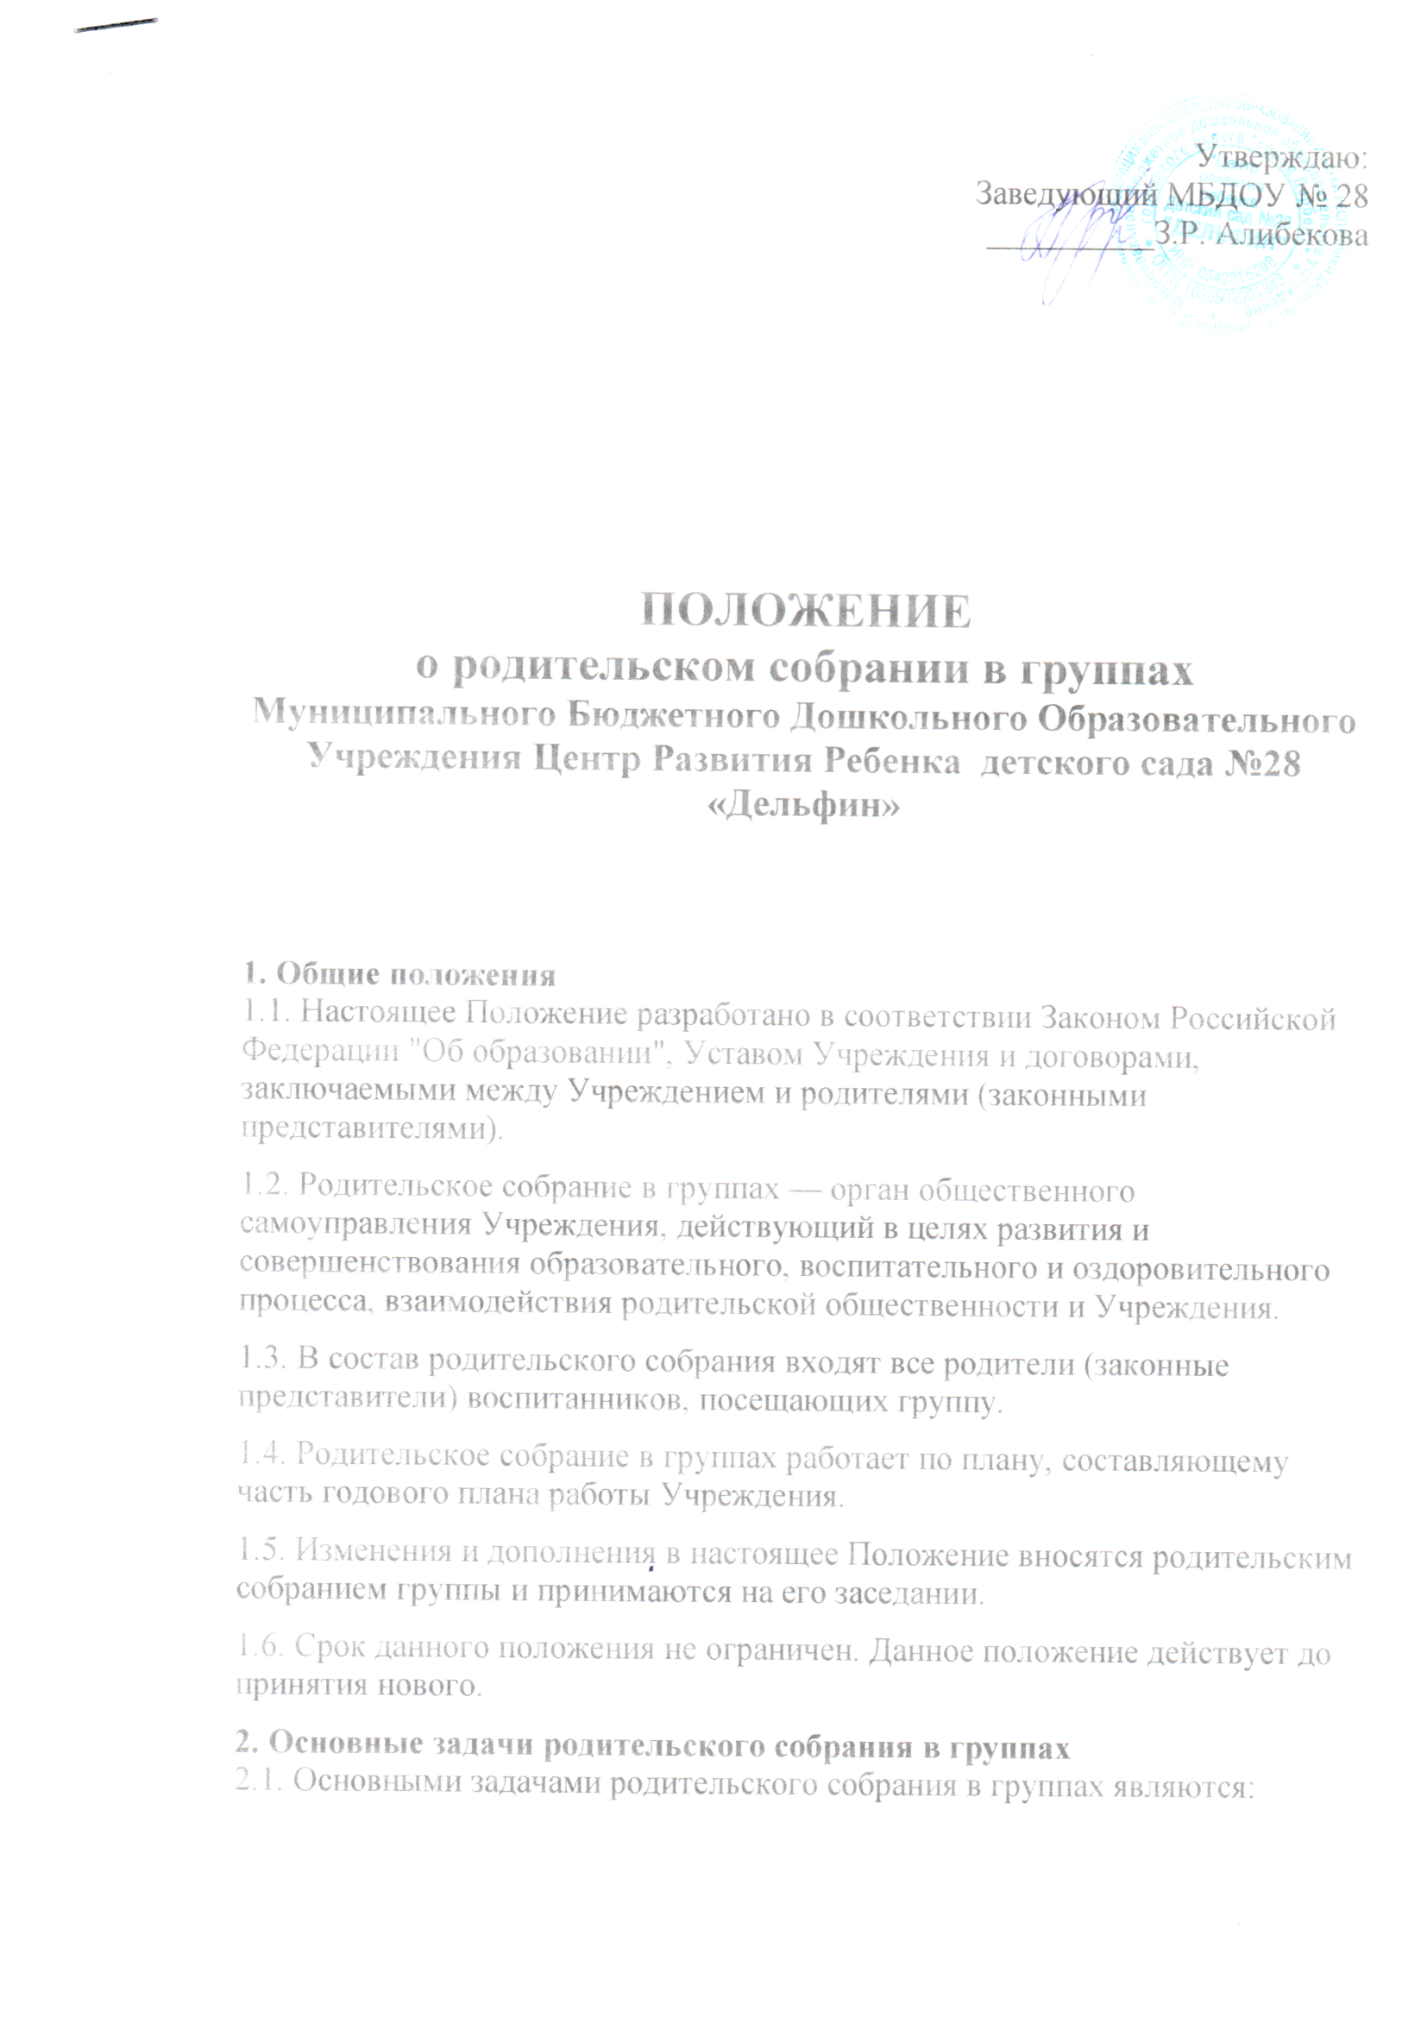 Утверждаю:
Заведующий МБДОУ № 28
____________З.Р. Алибекова
ПОЛОЖЕНИЕ
о родительском собрании в группах
Муниципального Бюджетного Дошкольного Образовательного
Учреждения Центр Развития Ребенка детского сада №28
«Дельфин»
1. Общие положения
1.1. Настоящее Положение разработано в соответствии Законом Российской
Федерации "Об образовании", Уставом Учреждения и договорами,
заключаемыми между Учреждением и родителями (законными
представителями).
1.2. Родительское собрание в группах — орган общественного
самоуправления Учреждения, действующий в целях развития и
совершенствования образовательного, воспитательного и оздоровительного
процесса, взаимодействия родительской общественности и Учреждения.
1.3. В состав родительского собрания входят все родители (законные
представители) воспитанников, посещающих группу.
1.4. Родительское собрание в группах работает по плану, составляющему
часть годового плана работы Учреждения.
1.5. Изменения и дополнения в настоящее Положение вносятся родительским
собранием группы и принимаются на его заседании.
1.6. Срок данного положения не ограничен. Данное положение действует до
принятия нового.
2. Основные задачи родительского собрания в группах
2.1. Основными задачами родительского собрания в группах являются: